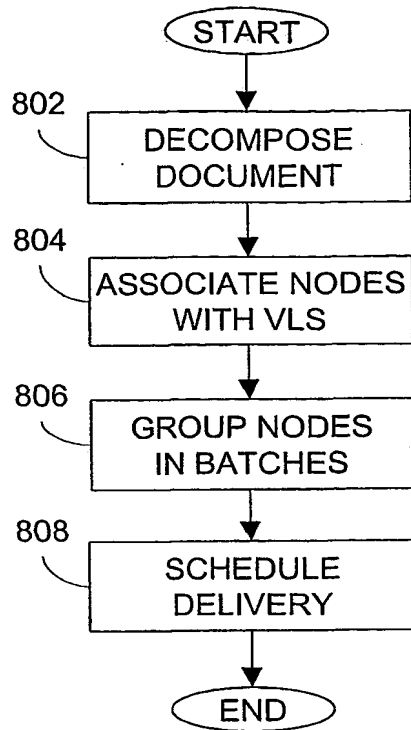 START
802
DECOMPOSE
DOCUMENT
804
ASSOCIATE NODES
WITH VLS
806
GROUP NODES
IN BATCHES
808
SCHEDULE
DELIVERY
END